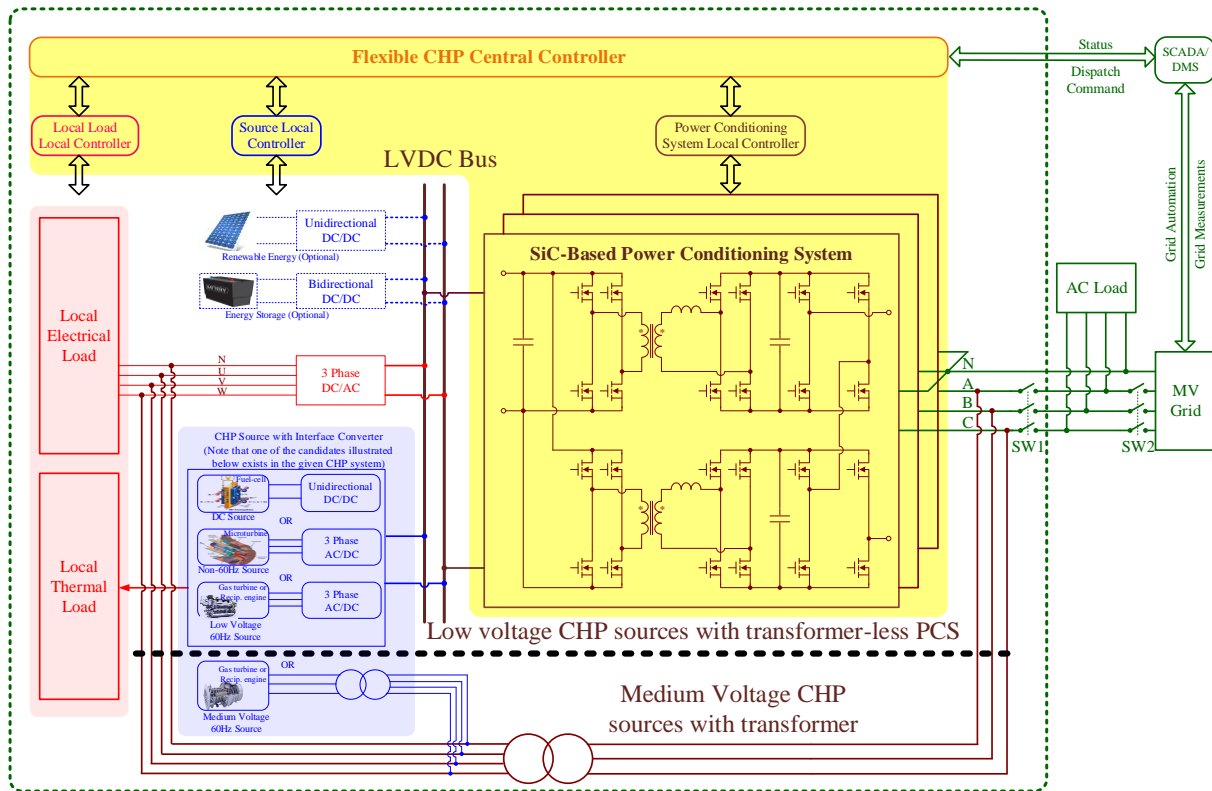 Flexible CHP Central Controller
Status
Dispatch
Command
SCADA/
DMS
Local Load
Local Controller
Source Local
Controller
Power Conditioning
System Local Controller
LVDC Bus
Grid Automation
Grid Measurements
Unidirectional
DC/DC
Renewable Energy (Optional)
Bidirectional
DC/DC
Energy Storage (Optional)
SiC-Based Power Conditioning System
Local
Electrical
Load
N
U
V
W
3 Phase
DC/AC
AC Load
N
A
B
C
SW1
SW2
MV
Grid
CHP Source with Interface Converter
(Note that one of the candidates illustrated
below exists in the given CHP system)
Fuel-cell
DC Source
Unidirectional
DC/DC
OR
Microturbine
Non-60Hz Source
3 Phase
AC/DC
OR
Gas turbine or
Recip. engine
Low Voltage
60Hz Source
3 Phase
AC/DC
Local
Thermal
Load
Low voltage CHP sources with transformer-less PCS
OR
Gas turbine or
Recip. engine
Medium Voltage
60Hz Source
Medium Voltage CHP
sources with transformer